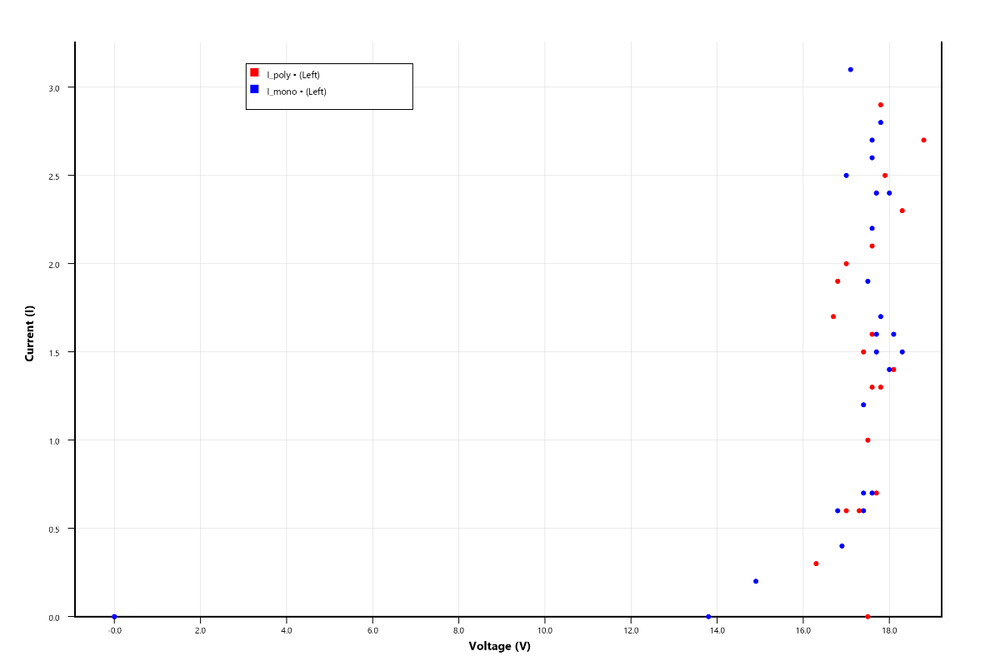 I_poly • (Left)
I_mono • (Left)
3.0
2.5
2.0
1.5
1.0
0.5
0.0
Current (I)
-0.0 2.0 4.0 6.0 8.0 10.0 12.0 14.0 16.0 18.0
Voltage (V)